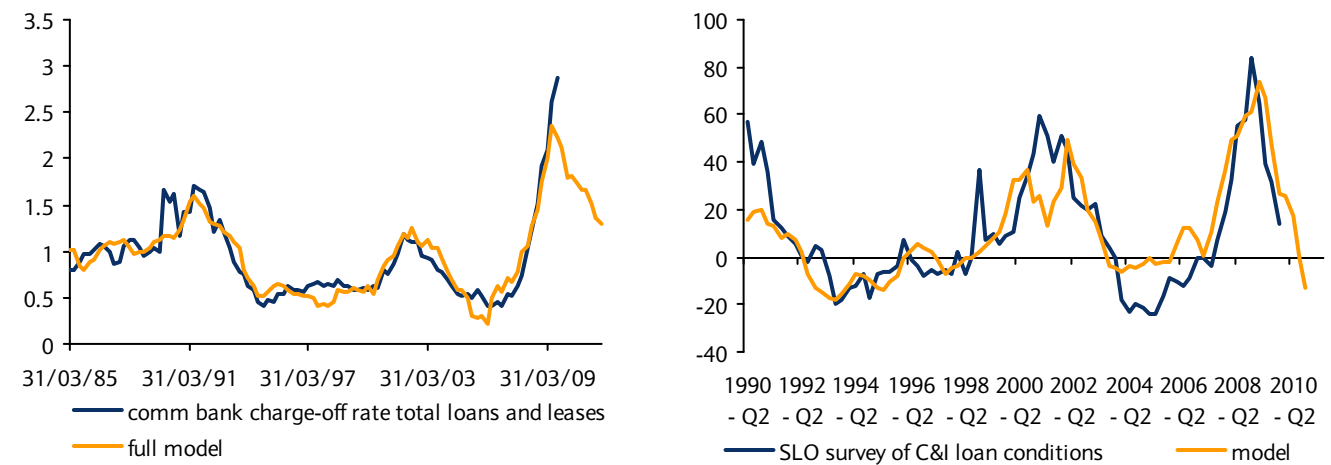 3.5
3
2.5
2
1.5
1
0.5
0
31/03/85 31/03/91 31/03/97 31/03/03 31/03/09
comm bank charge-off rate total loans and leases
full model
100
80
60
40
20
0
-20
-40
1990 1992 1994 1996 1998 2000 2002 2004 2006 2008 2010
- Q2 - Q2 - Q2 - Q2 - Q2 - Q2 - Q2 - Q2 - Q2 - Q2 - Q2
SLO survey of C&I loan conditions model